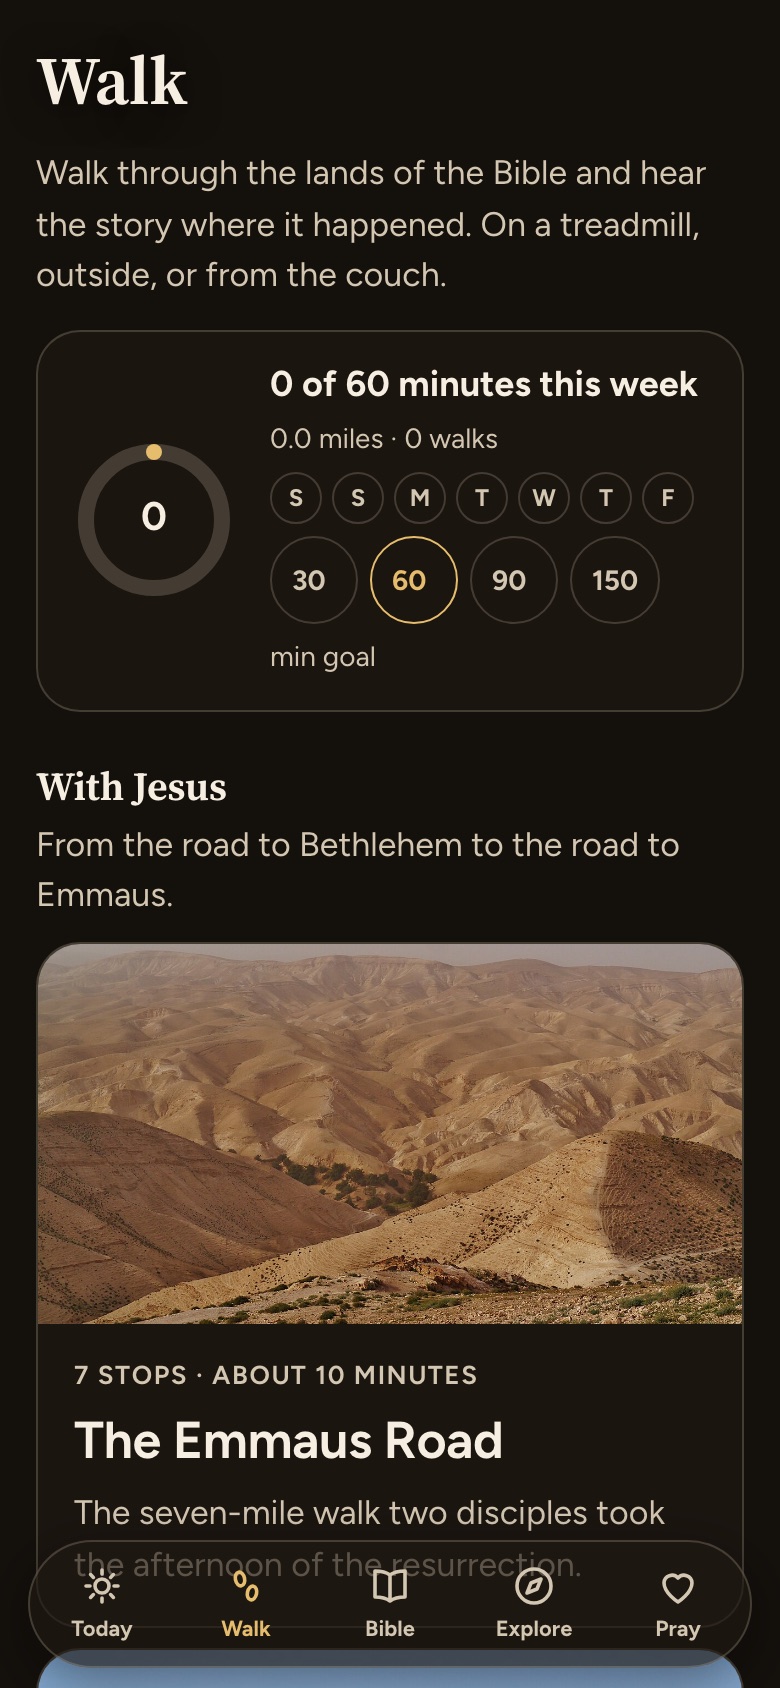 Walk
Walk through the lands of the Bible and hear
the story where it happened. On a treadmill,
outside, or from the couch.
0
0 of 60 minutes this week
0.0 miles · 0 walks
S S M T W T F
30 60 90 150
min goal
With Jesus
From the road to Bethlehem to the road to
Emmaus.
7 STOPS · ABOUT 10 MINUTES
The Emmaus Road
The seven-mile walk two disciples took
the afternoon of the resurrection.
Today Walk Bible Explore Pray